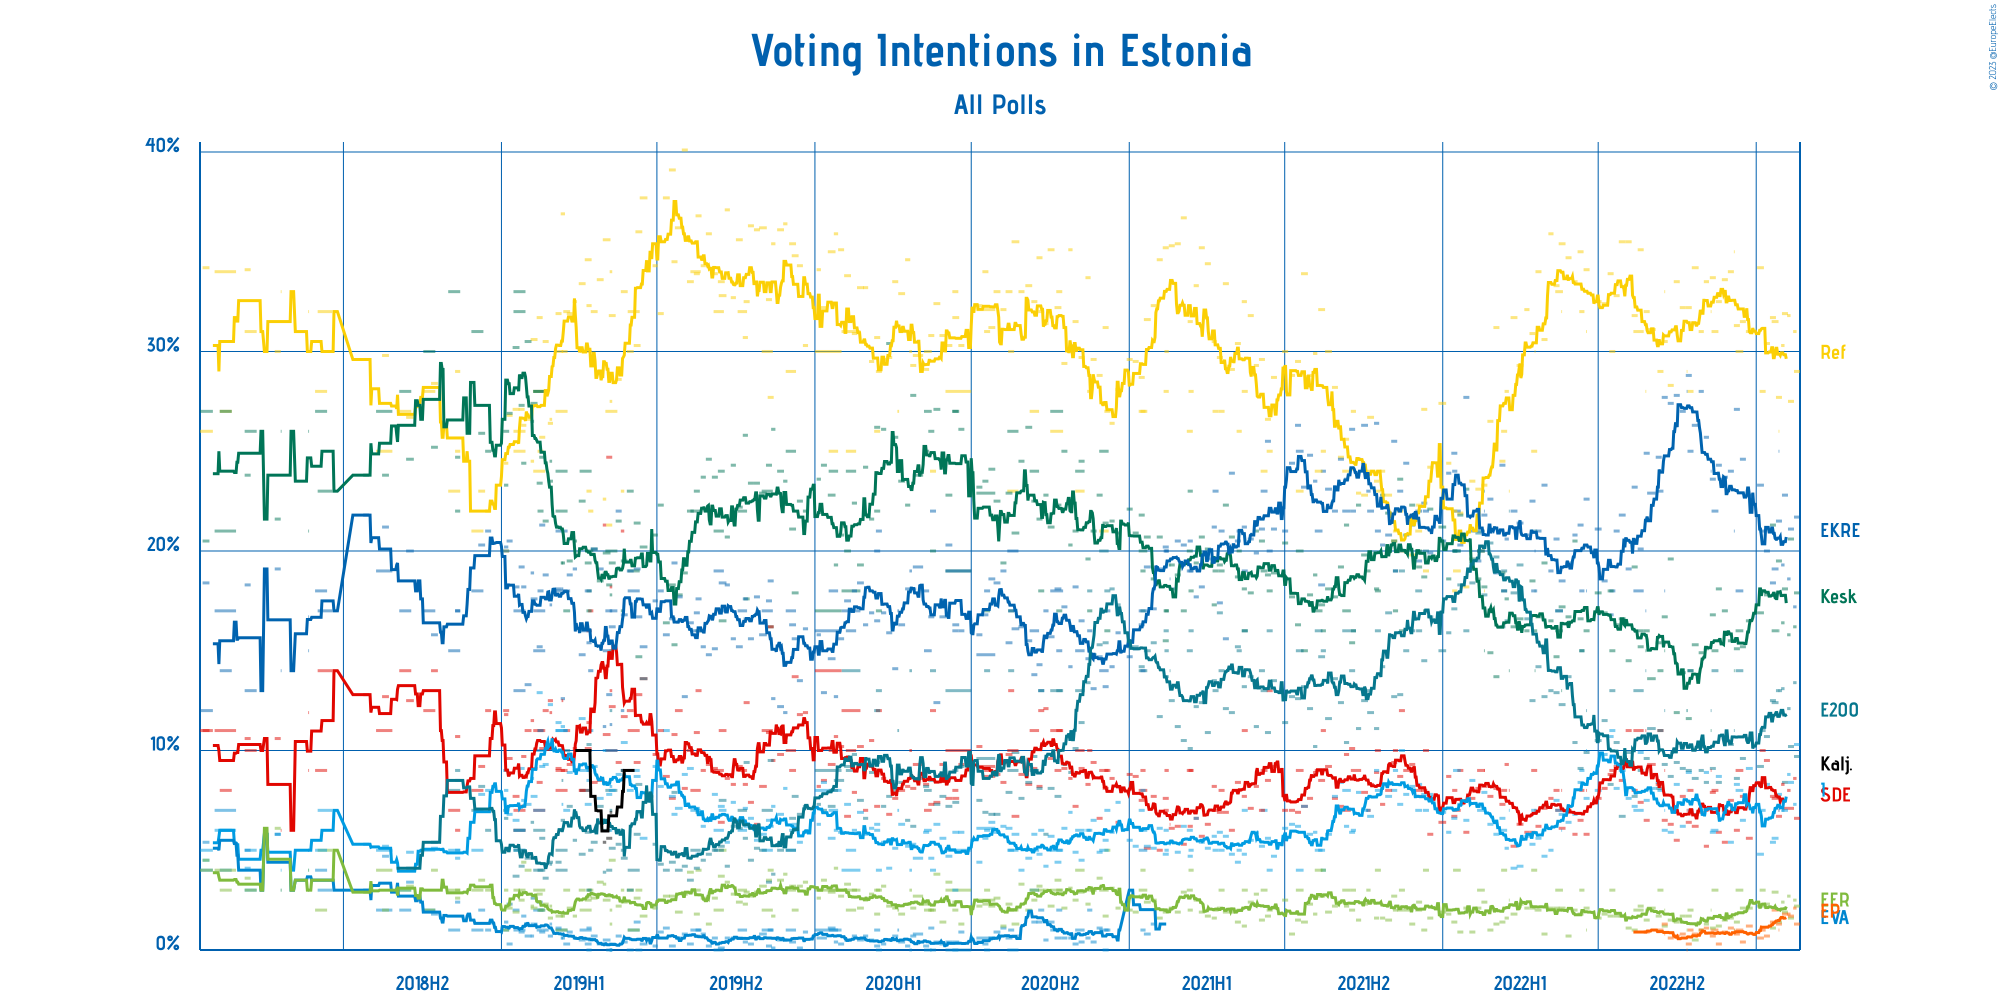 Voting Intentions in Estonia
All Polls
© 2023 @EuropeElects
40%
30%
20%
10%
0%
Ref
EKRE
Kesk
E200
Kalj.
SDE
I
EER
EP
EVA
2018H2
2019H1
2019H2
2020H1
2020H2
2021H1
2021H2
2022H1
2022H2